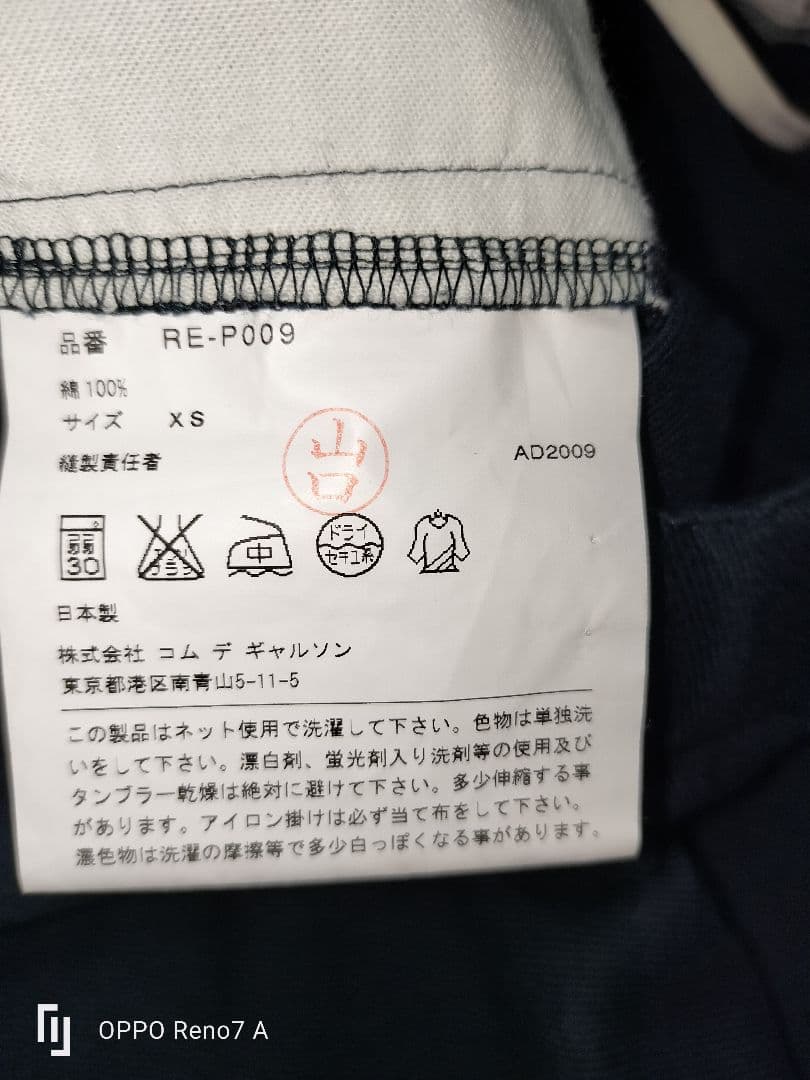 品番 RE-P009
綿100%
サイズ XS
縫製責任者 山口 AD2009
弱 30 エンソサラシ 中 ドライ セキユ系
日本製
株式会社 コム デ ギャルソン
東京都港区南青山5-11-5
この製品はネット使用で洗濯して下さい。色物は単独洗
いをして下さい。漂白剤、蛍光剤入り洗剤等の使用及び
タンブラー乾燥は絶対に避けて下さい。多少伸縮する事
があります。アイロン掛けは必ず当て布をして下さい。
濃色物は洗濯の摩擦等で多少白っぽくなる事があります。
OPPO Reno7 A